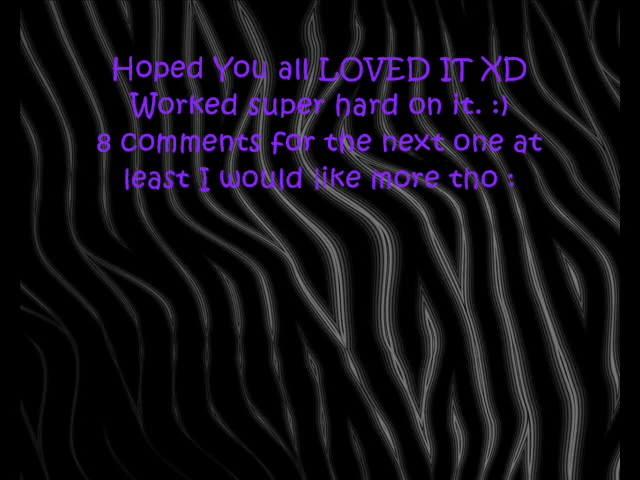 Hoped You all LOVED IT XD
Worked super hard on it. :)
8 comments for the next one at
least I would like more tho :